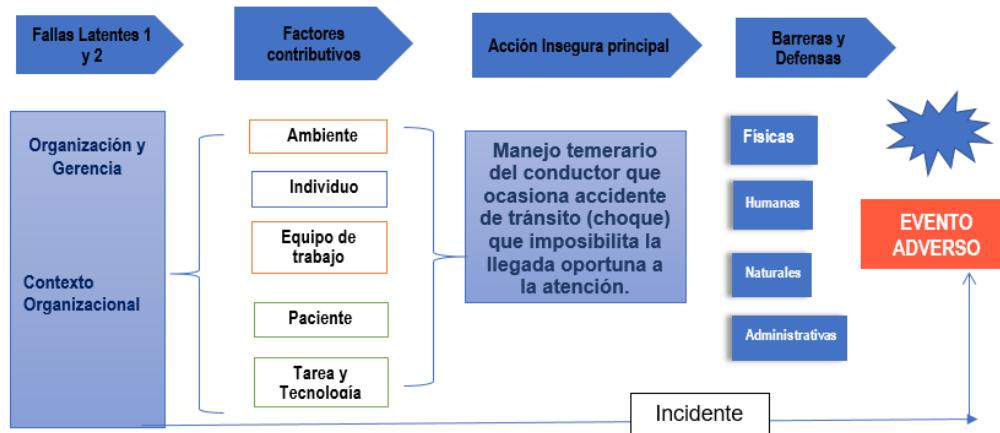 Fallas Latentes 1
y 2
Factores
contributivos
Acción Insegura principal
Barreras y
Defensas
Organización y
Gerencia
Contexto
Organizacional
Ambiente
Individuo
Equipo de
trabajo
Paciente
Tarea y
Tecnología
Manejo temerario
del conductor que
ocasiona accidente
de tránsito (choque)
que imposibilita la
llegada oportuna a
la atención.
Físicas
Humanas
Naturales
Administrativas
EVENTO
ADVERSO
Incidente